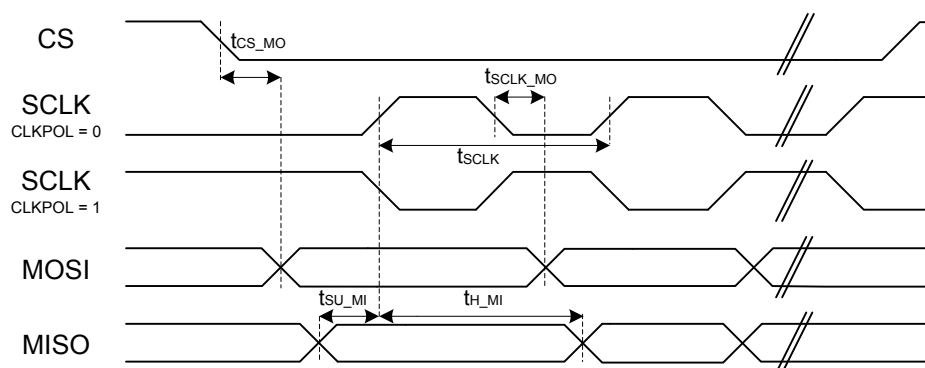 CS
tCS_MO
tSCLK_MO
SCLK
CLKPOL = 0
tSCLK
SCLK
CLKPOL = 1
MOSI
tSU_MI
tH_MI
MISO